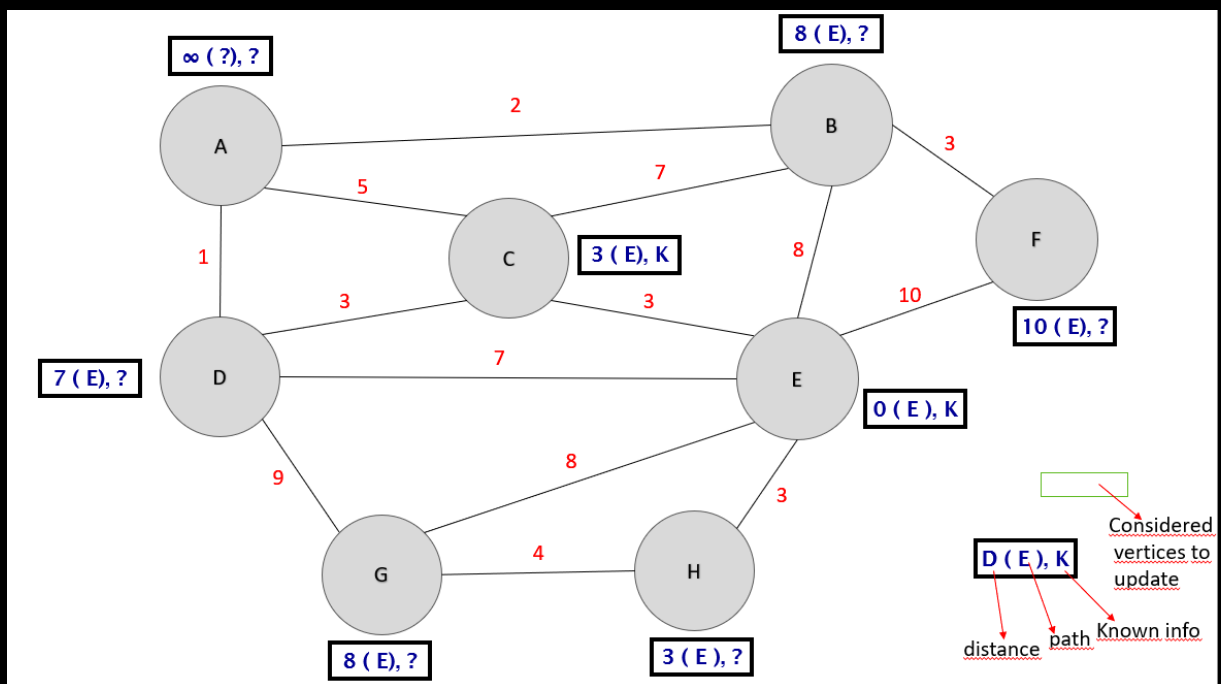 8 ( E), ?
∞ ( ?), ?
2
B
A
3
7
5
F
C
3 ( E), K
8
1
3
3
10
10 ( E), ?
7
7 ( E), ?
D
E
0 ( E ), K
8
9
3
Considered
vertices to
update
4
D ( E ), K
G
H
Known info
path
distance
8 ( E), ?
3 ( E ), ?